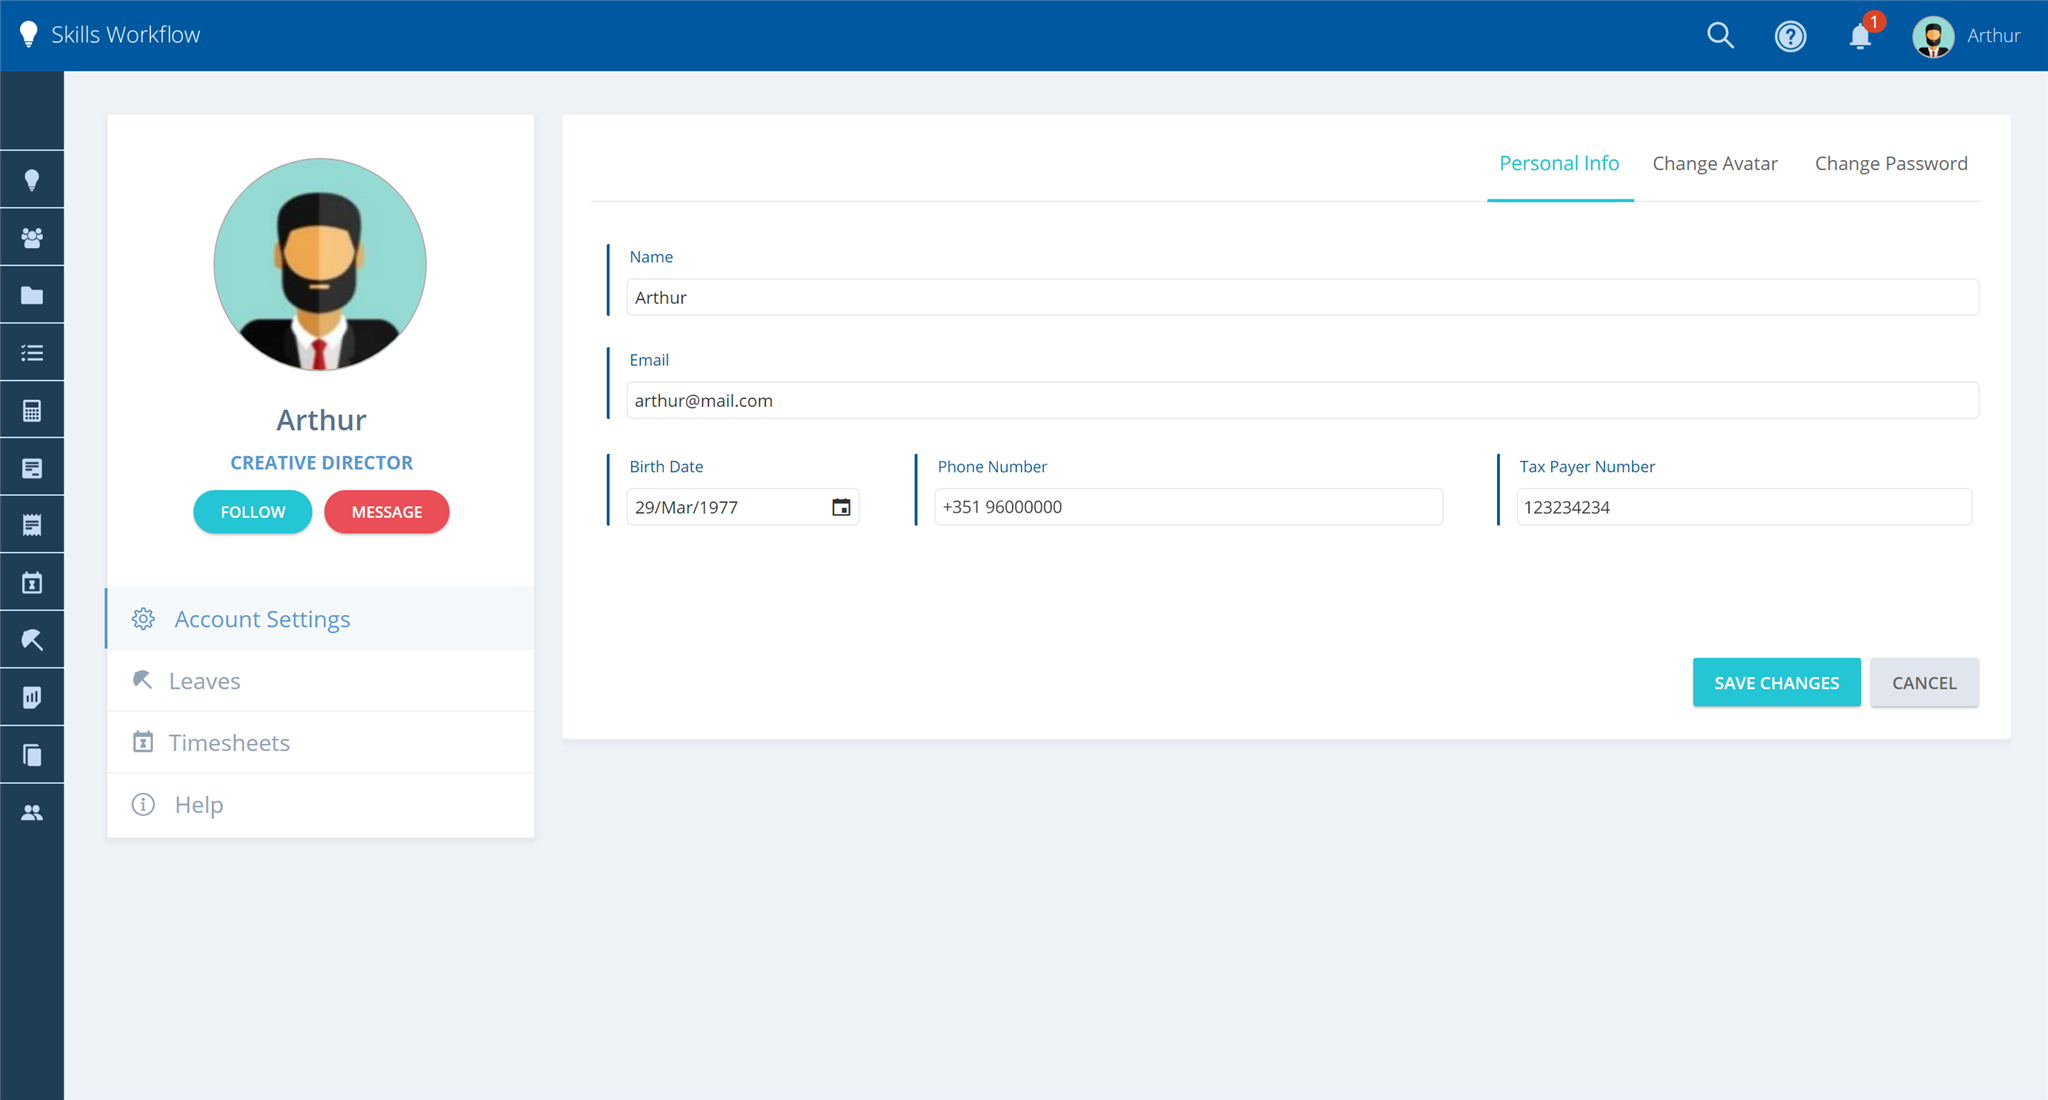 Skills Workflow
1
Arthur
Arthur
CREATIVE DIRECTOR
FOLLOW
MESSAGE
Account Settings
Leaves
Timesheets
Help
Personal Info
Change Avatar
Change Password
Name
Arthur
Email
arthur@mail.com
Birth Date
Phone Number
Tax Payer Number
29/Mar/1977
+351 96000000
123234234
SAVE CHANGES
CANCEL